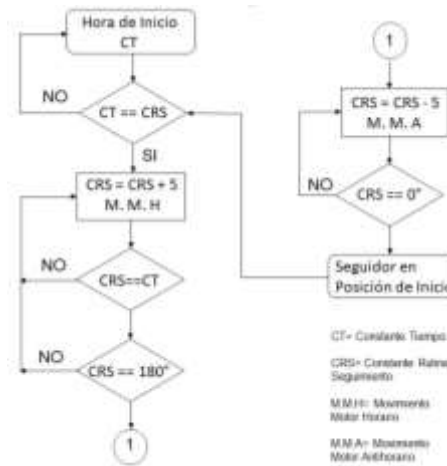 Hora de Inicio
CT
NO
CT == CRS
SI
CRS = CRS + 5
M. M. H
NO
CRS==CT
NO
CRS == 180°
1
1
CRS = CRS - 5
M. M. A
NO
CRS == 0°
Seguidor en
Posición de Inicio
CT= Constante Tiempo
CRS= Constante
Seguimiento
M.M.H= Movimiento
Motor Horario
M.M.A= Movimiento
Motor Antihorario